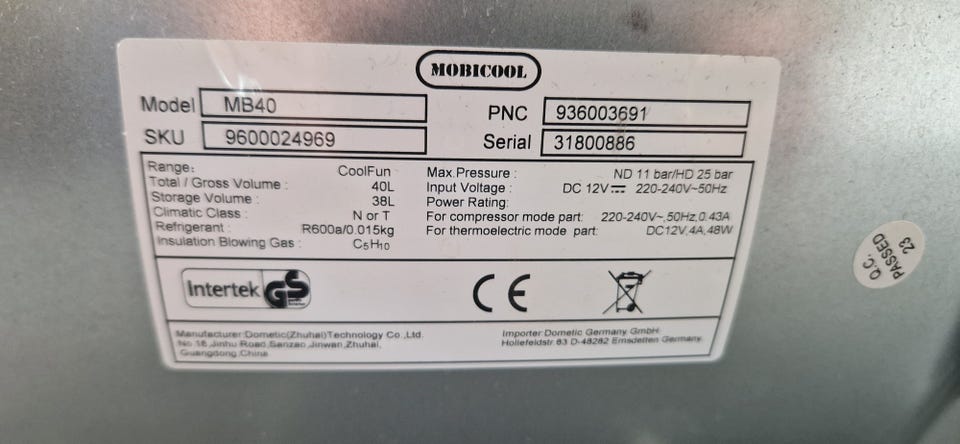 MOBICOOL
Model MB40
PNC 936003691
SKU 9600024969
Serial 31800886
Range: CoolFun
Total / Gross Volume : 40L
Storage Volume : 38L
Climatic Class : N or T
Refrigerant : R600a/0.015kg
Insulation Blowing Gas : C₅H₁₀
Max.Pressure : ND 11 bar/HD 25 bar
Input Voltage : DC 12V⎓ 220-240V~50Hz
Power Rating:
For compressor mode part: 220-240V~,50Hz,0.43A
For thermoelectric mode part: DC12V,4A,48W
Intertek GS
CE
Manufacturer:Dometic(Zhuhai)Technology Co.,Ltd.
No.16,Jinhu Road,Sanzao,Jinwan,Zhuhai,
Guangdong,China
Importer:Dometic Germany GmbH
Hollefeldstr 63 D-48282 Emsdetten Germany
Q.C.
PASSED
23